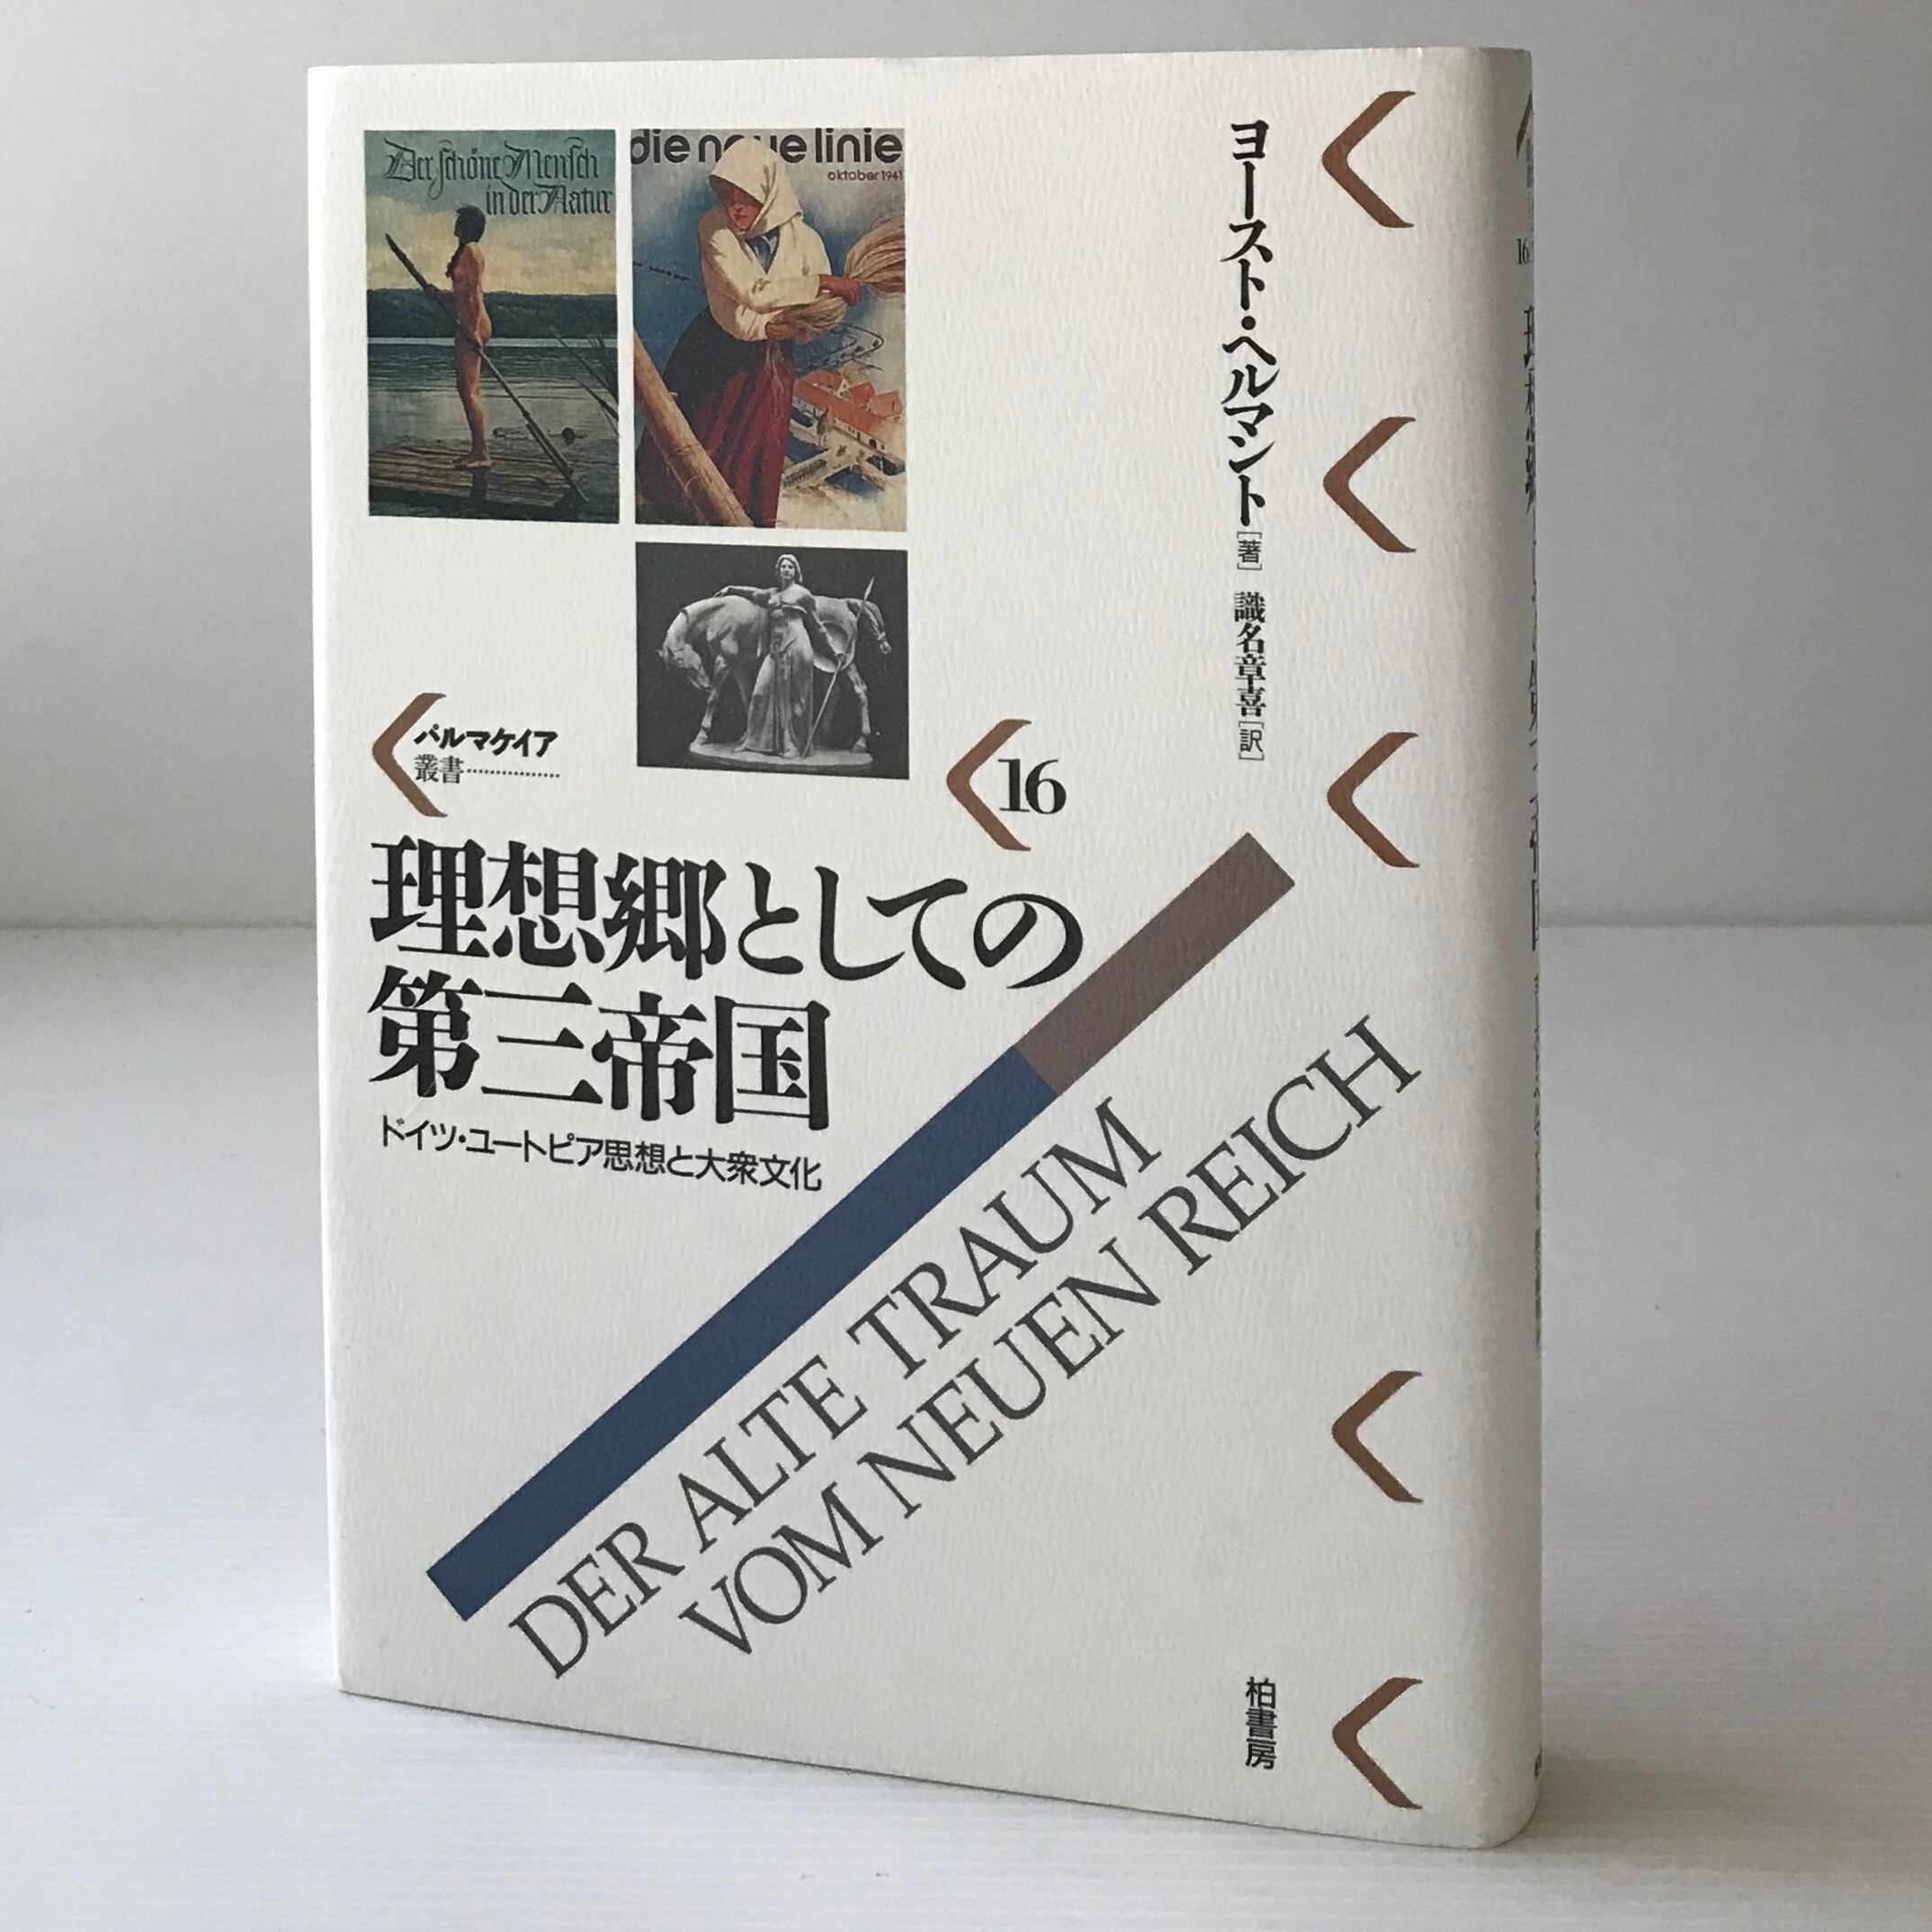 Der schöne Mensch
in der Natur
die neue linie
oktober 1941
ヨースト・ヘルマント[著] 識名章喜[訳]
パルマケイア
叢書
16
理想郷としての
第三帝国
ドイツ・ユートピア思想と大衆文化
DER ALTE TRAUM
VOM NEUEN REICH
柏書房
16